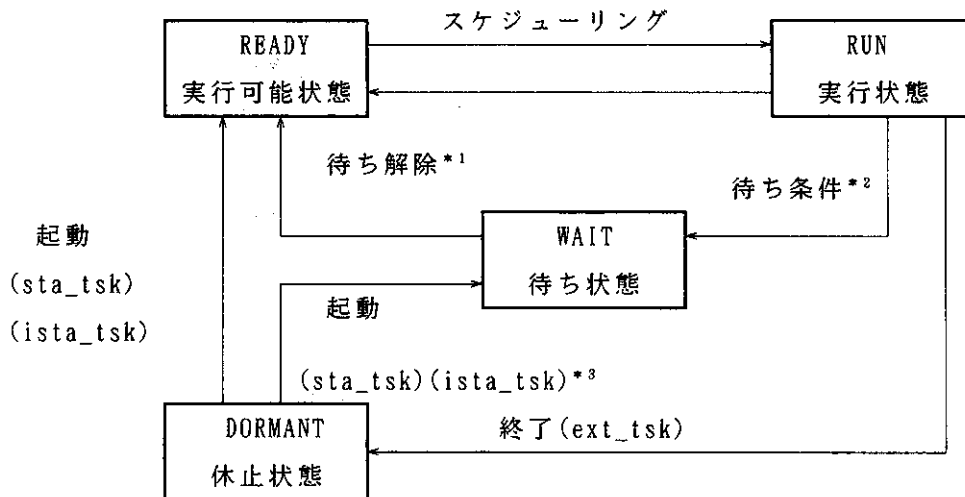 スケジューリング
READY
実行可能状態
RUN
実行状態
待ち解除*1
待ち条件*2
起動
(sta_tsk)
(ista_tsk)
WAIT
待ち状態
起動
(sta_tsk)(ista_tsk)*3
DORMANT
休止状態
終了(ext_tsk)